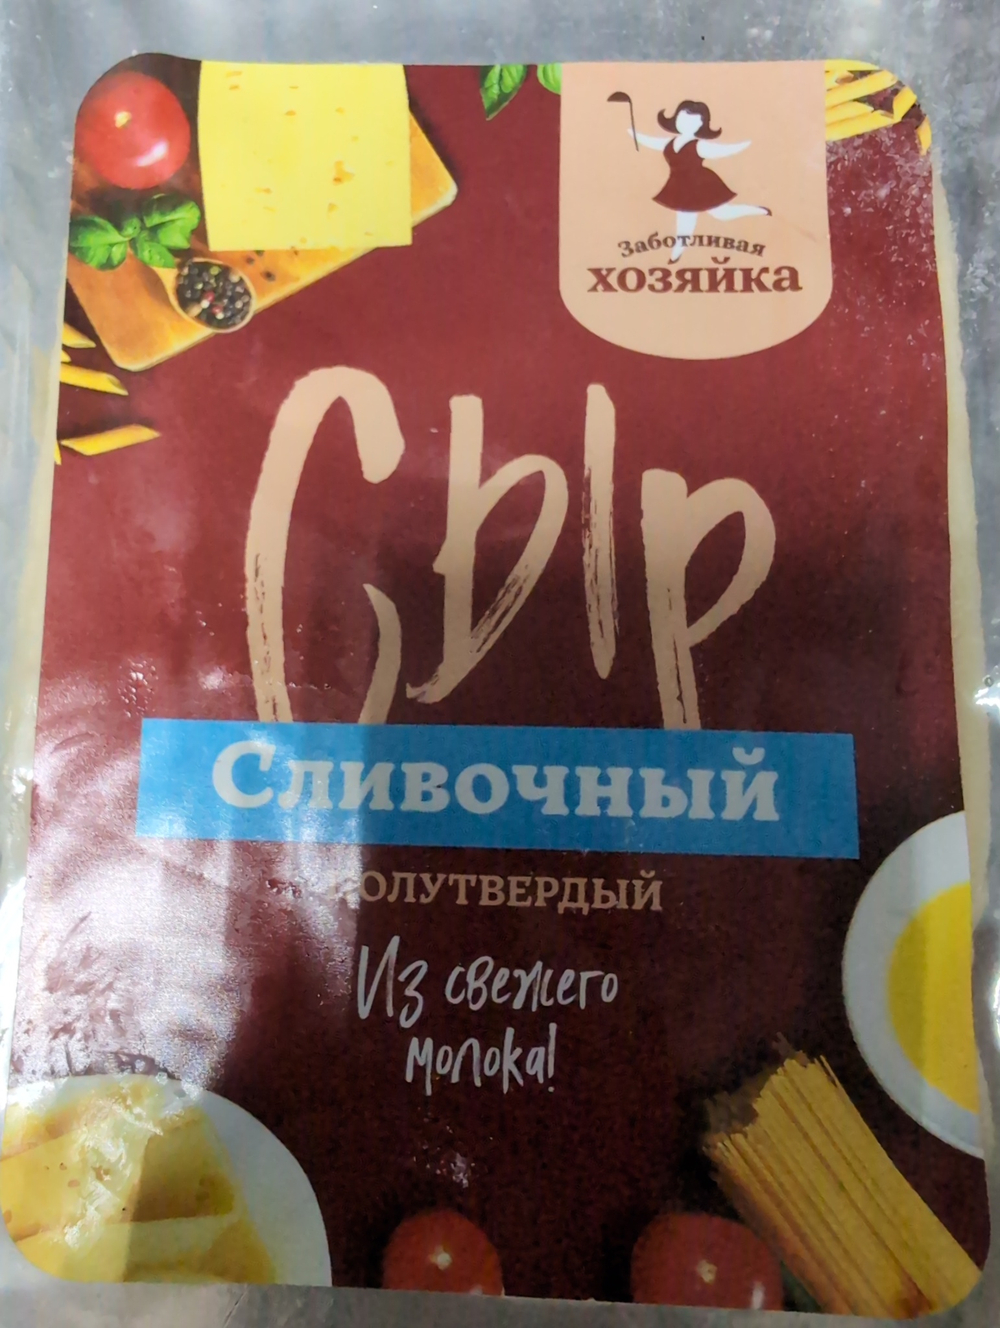 Заботливая
хозяйка
Сыр
Сливочный
полутвердый
Из свежего
молока!